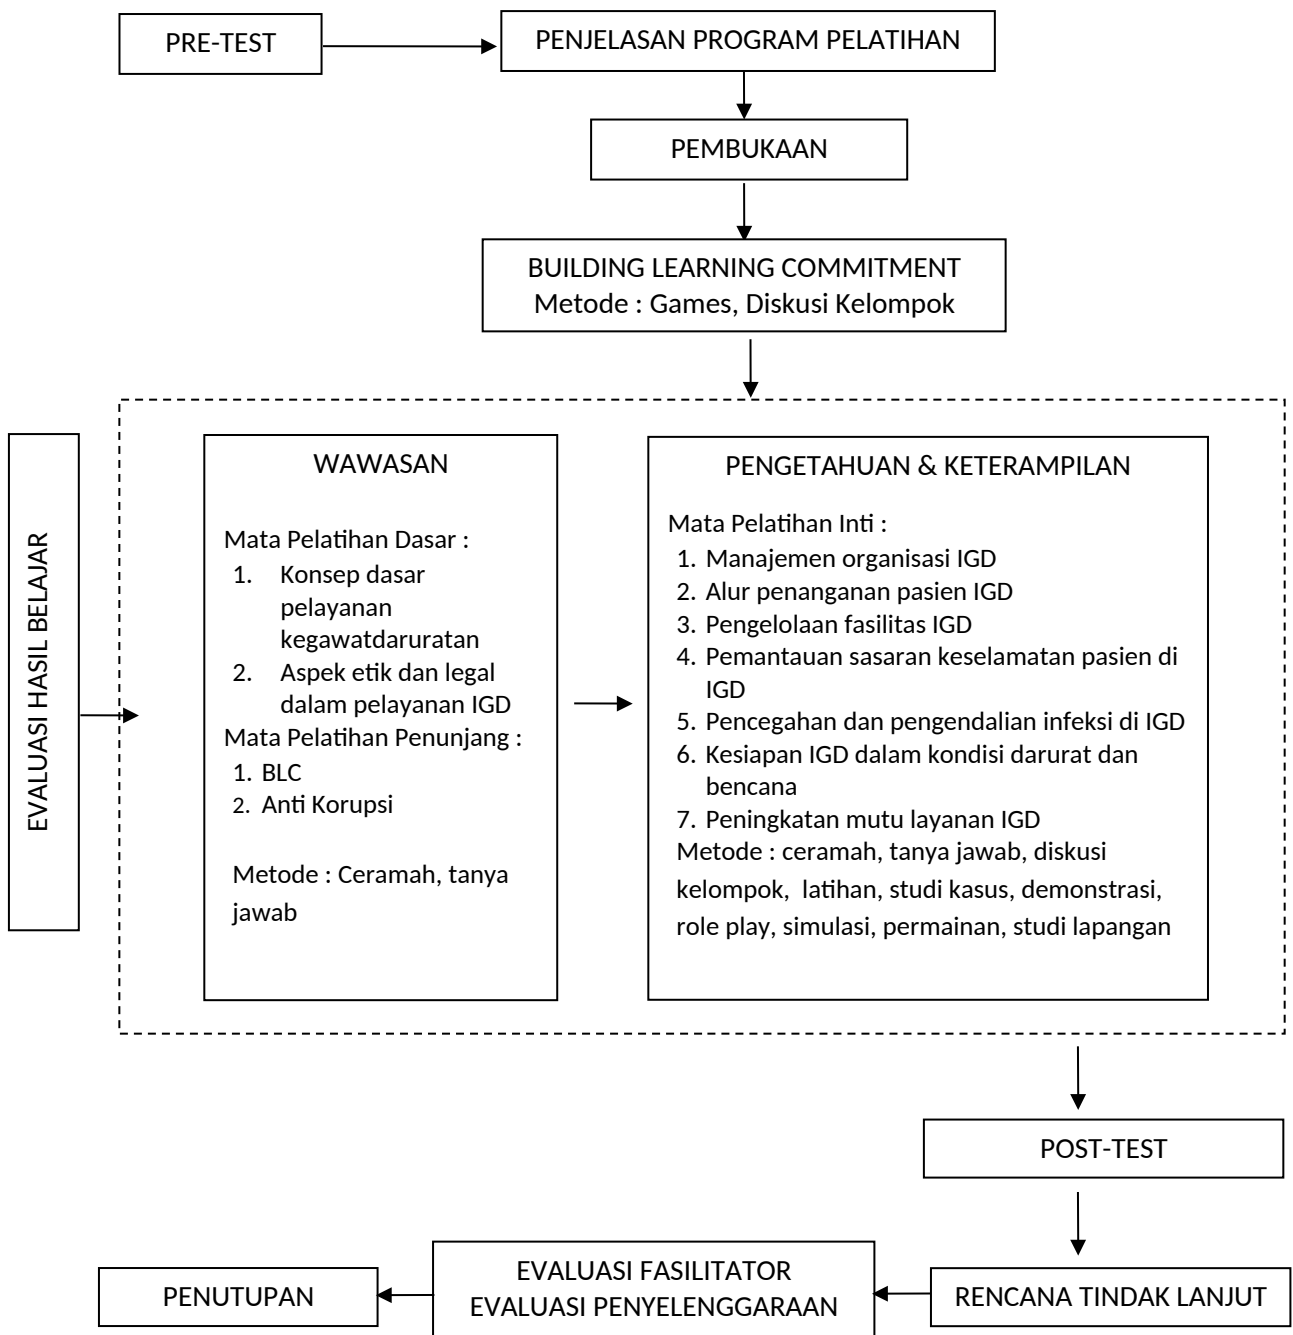 PRE-TEST
PENJELASAN PROGRAM PELATIHAN
PEMBUKAAN
BUILDING LEARNING COMMITMENT
Metode : Games, Diskusi Kelompok
EVALUASI HASIL BELAJAR
WAWASAN
Mata Pelatihan Dasar :
1. Konsep dasar
pelayanan
kegawatdaruratan
2. Aspek etik dan legal
dalam pelayanan IGD
Mata Pelatihan Penunjang :
1. BLC
2. Anti Korupsi
Metode : Ceramah, tanya
jawab
PENGETAHUAN & KETERAMPILAN
Mata Pelatihan Inti :
1. Manajemen organisasi IGD
2. Alur penanganan pasien IGD
3. Pengelolaan fasilitas IGD
4. Pemantauan sasaran keselamatan pasien di
IGD
5. Pencegahan dan pengendalian infeksi di IGD
6. Kesiapan IGD dalam kondisi darurat dan
bencana
7. Peningkatan mutu layanan IGD
Metode : ceramah, tanya jawab, diskusi
kelompok, latihan, studi kasus, demonstrasi,
role play, simulasi, permainan, studi lapangan
POST-TEST
RENCANA TINDAK LANJUT
EVALUASI FASILITATOR
EVALUASI PENYELENGGARAAN
PENUTUPAN